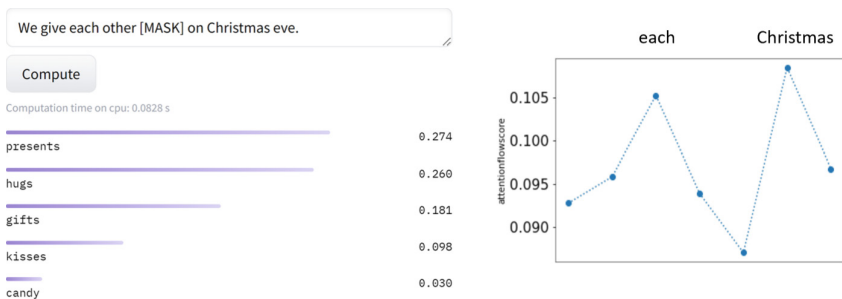 We give each other [MASK] on Christmas eve.
Compute
Computation time on cpu: 0.0828 s
presents 0.274
hugs 0.260
gifts 0.181
kisses 0.098
candy 0.030
each Christmas
attentionflowscore
0.105
0.100
0.095
0.090